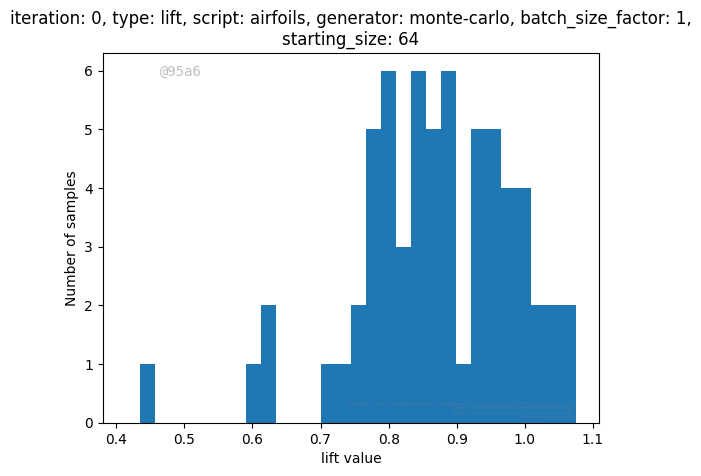 iteration: 0, type: lift, script: airfoils, generator: monte-carlo, batch_size_factor: 1,
starting_size: 64
@95a6
6
5
4
3
2
1
0
Number of samples
0.4 0.5 0.6 0.7 0.8 0.9 1.0 1.1
lift value